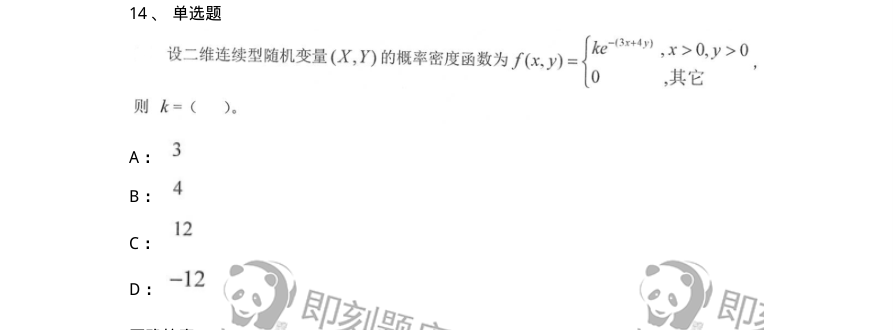 14 、 单选题
设二维连续型随机变量(X,Y)的概率密度函数为 f(x,y)={ke^{-(3x+4y)} ,x>0,y>0
0 ,其它 ,
则 k=( )。
A： 3
B： 4
C： 12
D： -12
即刻题库 即刻